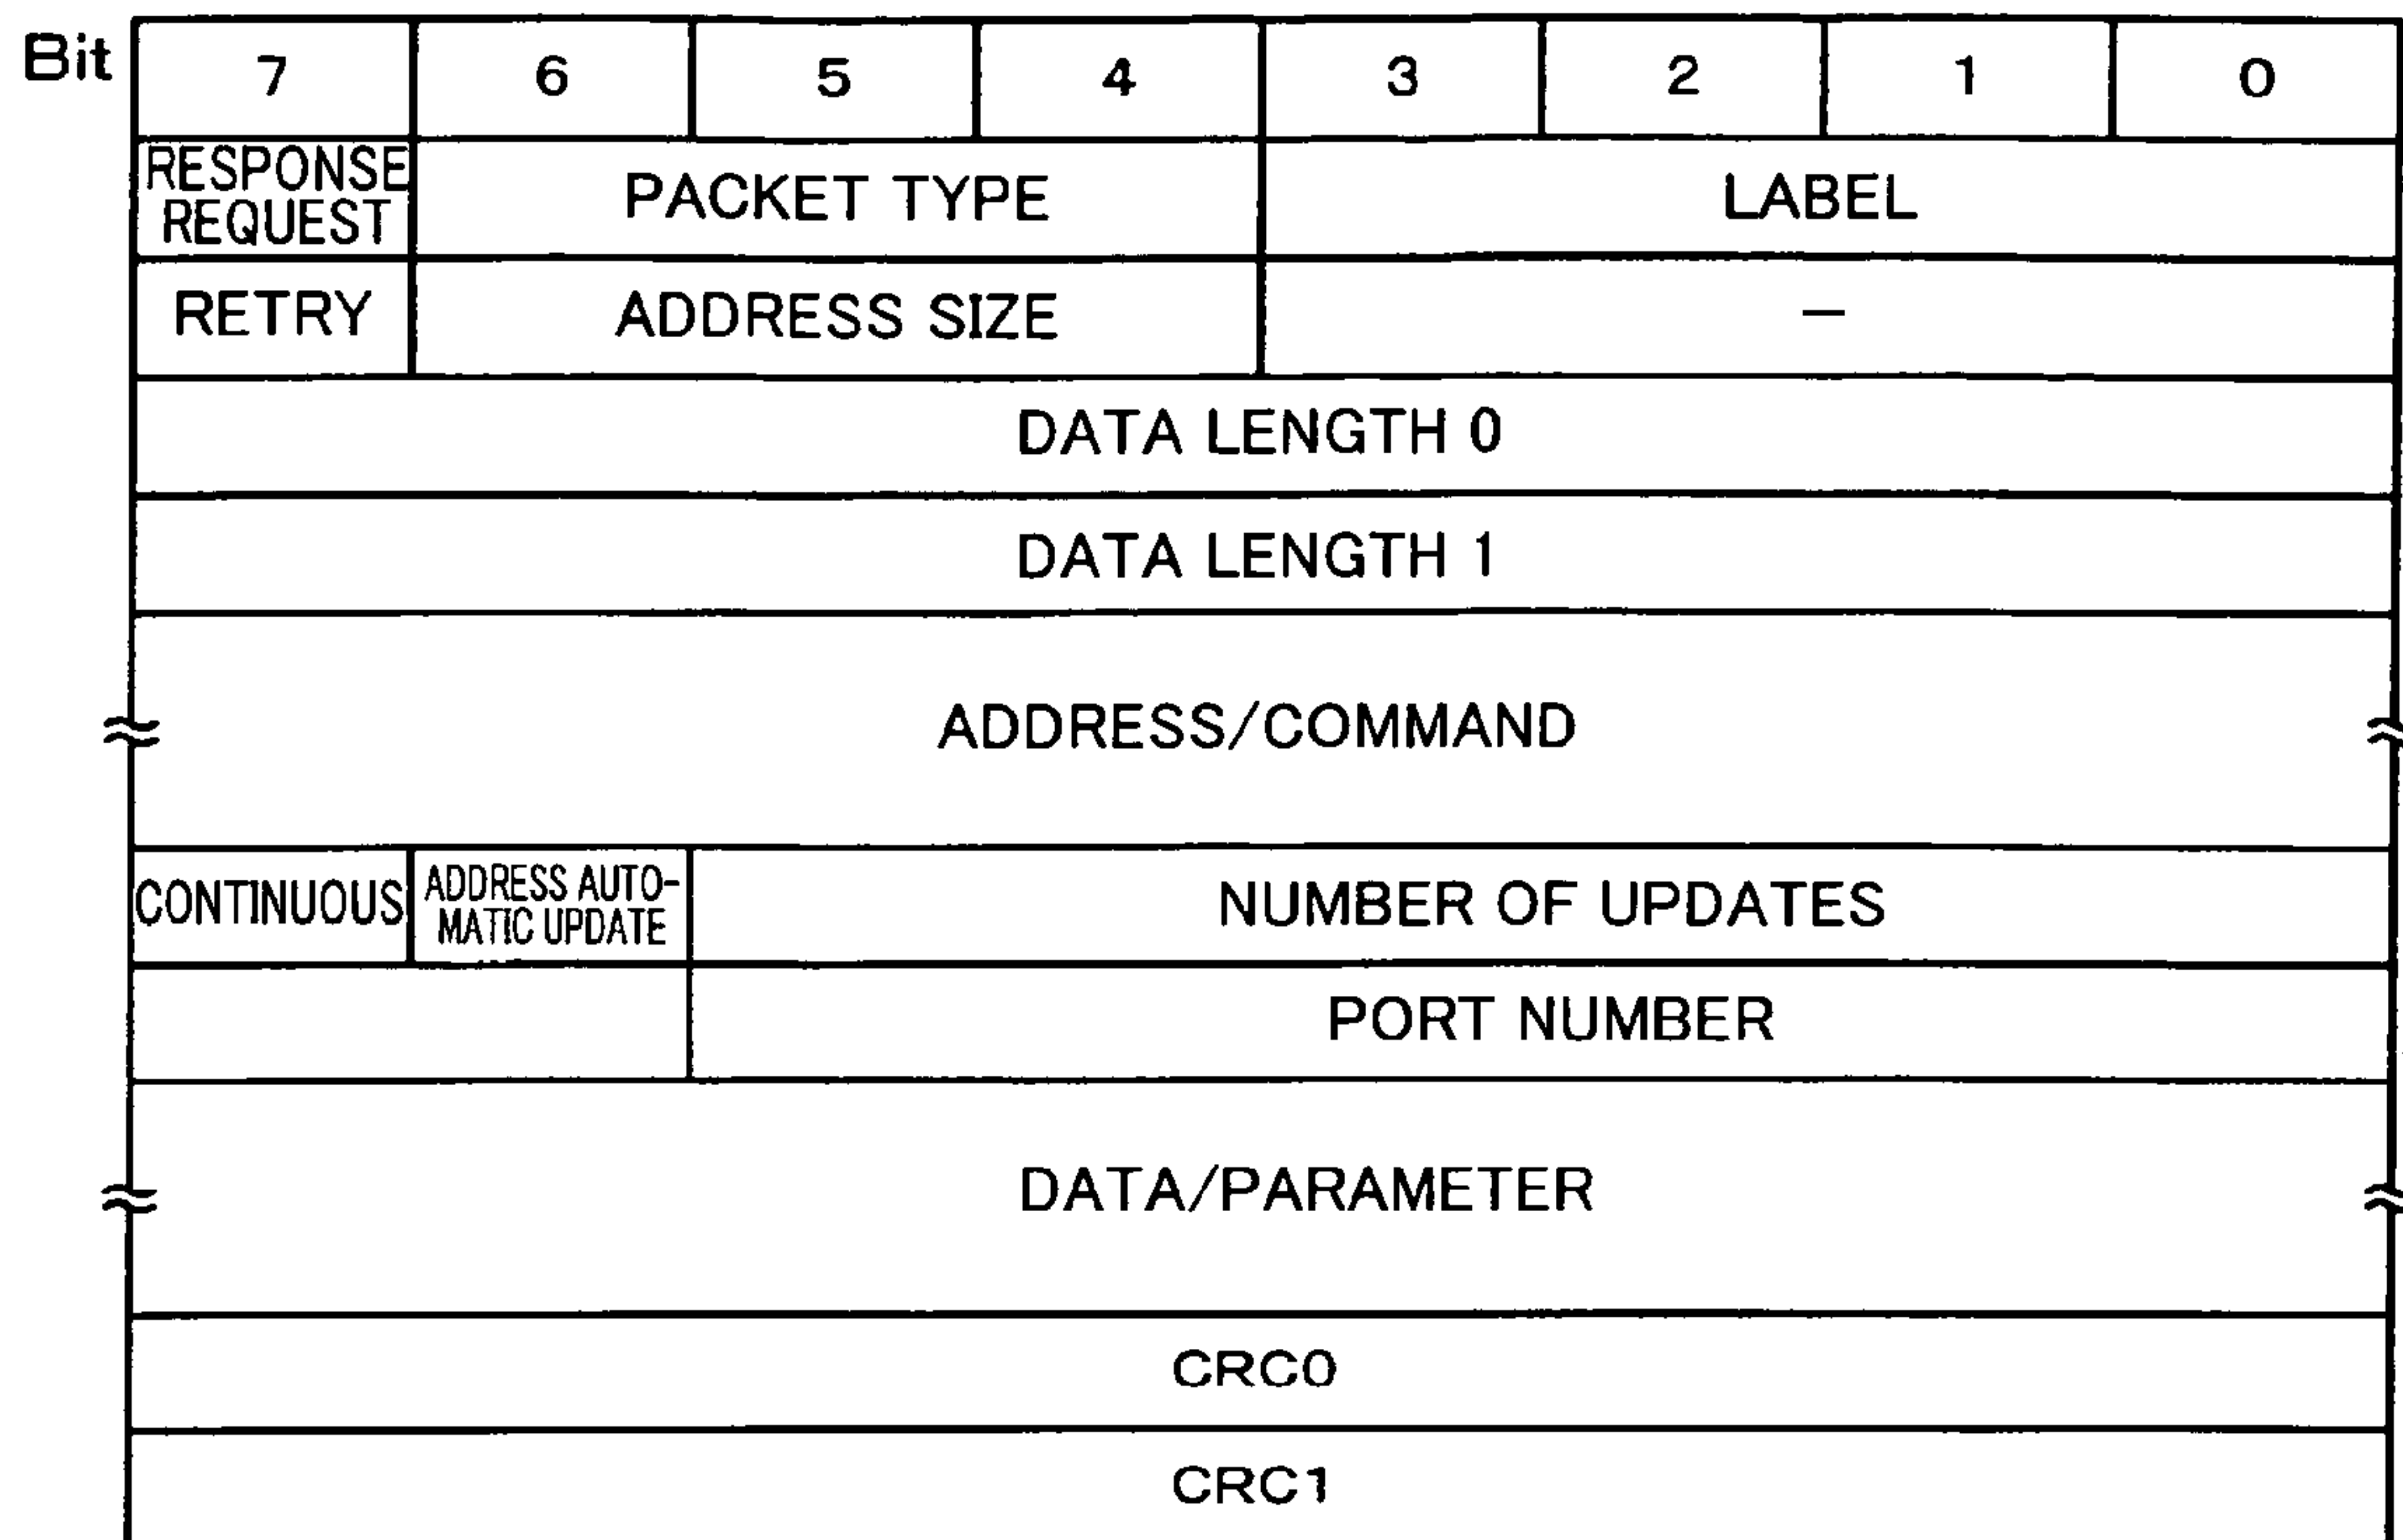 Bit 7 6 5 4 3 2 1 0
RESPONSE
REQUEST
PACKET TYPE
LABEL
RETRY
ADDRESS SIZE
—
DATA LENGTH 0
DATA LENGTH 1
ADDRESS/COMMAND
CONTINUOUS
ADDRESS AUTO-
MATIC UPDATE
NUMBER OF UPDATES
PORT NUMBER
DATA/PARAMETER
CRC0
CRC1